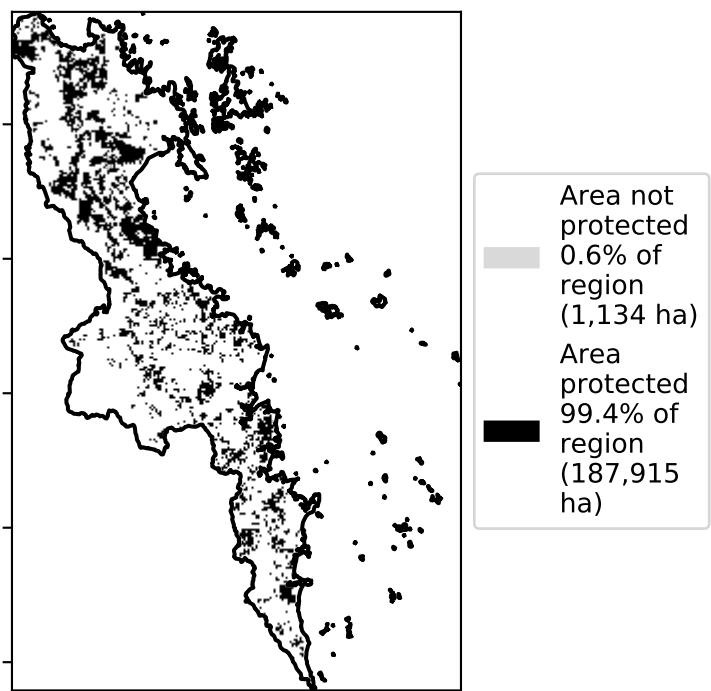 Area not
protected
0.6% of
region
(1,134 ha)
Area
protected
99.4% of
region
(187,915
ha)